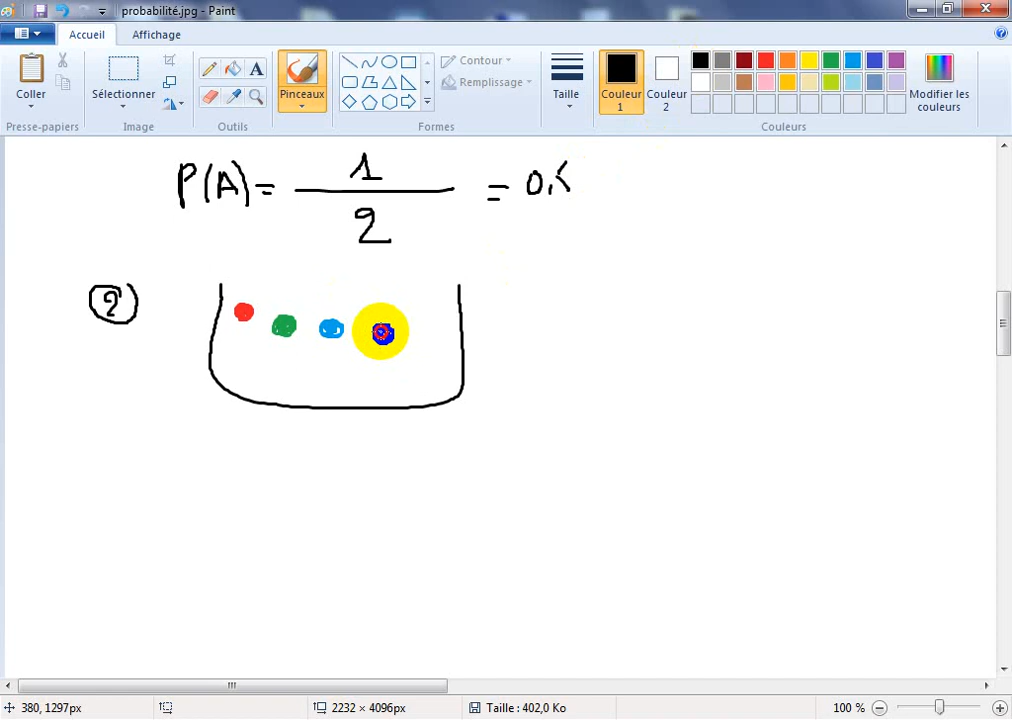 probabilité.jpg - Paint
Accueil Affichage
Coller
Sélectionner
A
Pinceaux
Contour
Remplissage
Taille
Couleur 1
Couleur 2
Modifier les couleurs
Presse-papiers Image Outils Formes Couleurs
P(A) = 1/2 = 0,5
2
380, 1297px 2232 × 4096px Taille : 402,0 Ko 100 %